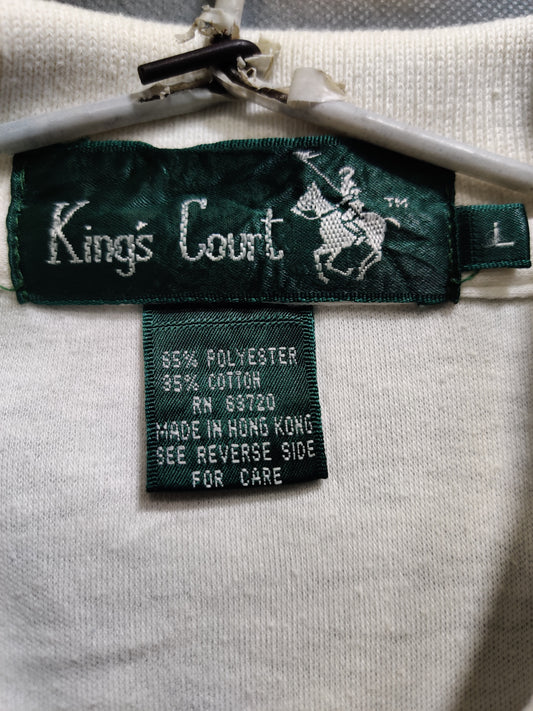 King's Court TM
L
65% POLYESTER
35% COTTON
RN 63720
MADE IN HONG KONG
SEE REVERSE SIDE
FOR CARE